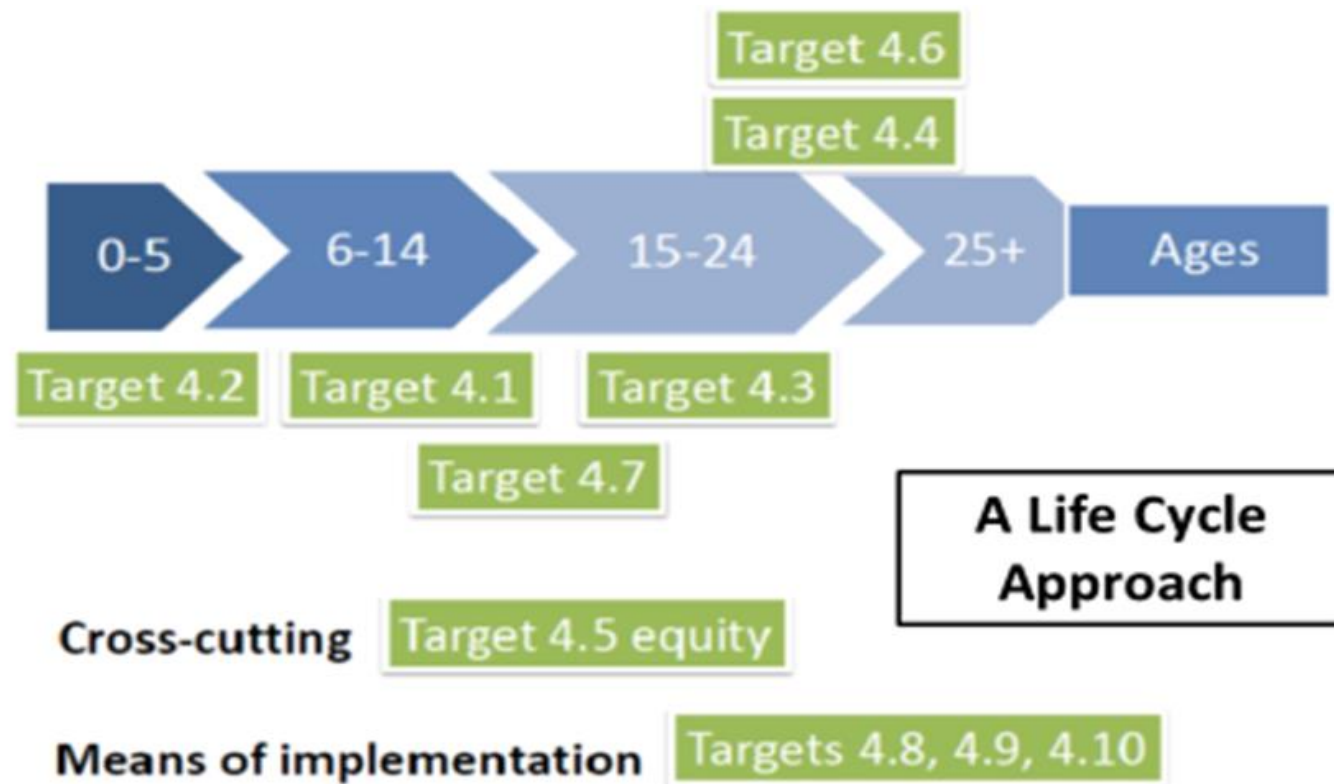 Target 4.6
Target 4.4
0-5
6-14
15-24
25+
Ages
Target 4.2
Target 4.1
Target 4.3
Target 4.7
A Life Cycle
Approach
Cross-cutting
Target 4.5 equity
Means of implementation
Targets 4.8, 4.9, 4.10